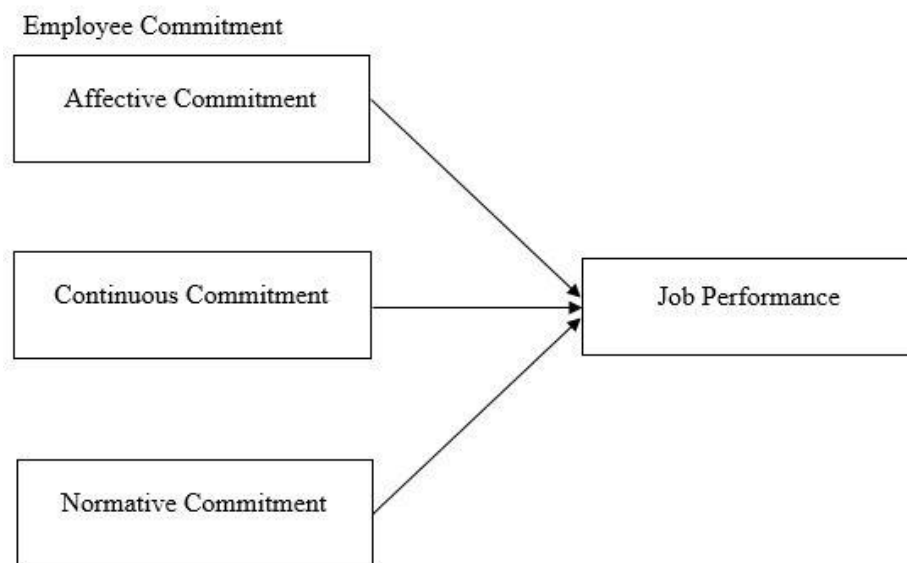 Employee Commitment
Affective Commitment
Continuous Commitment
Job Performance
Normative Commitment